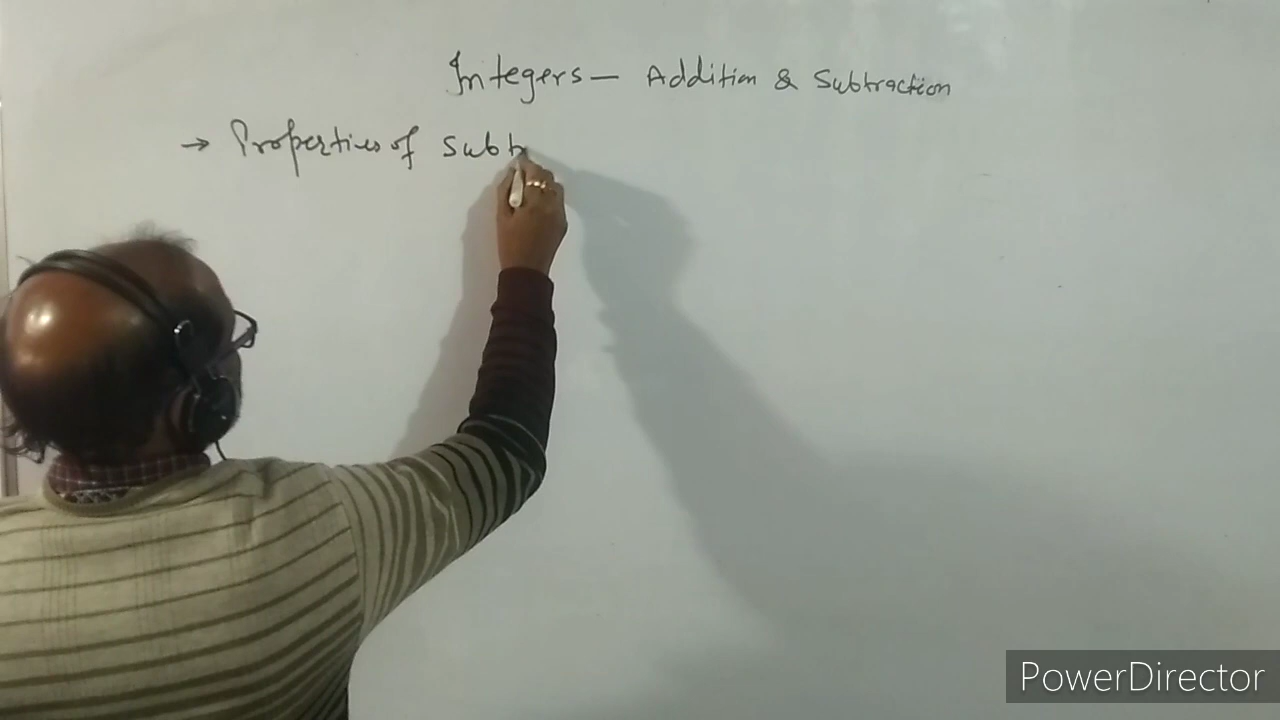 Integers — Addition & Subtraction
→ Properties of Subtr
PowerDirector